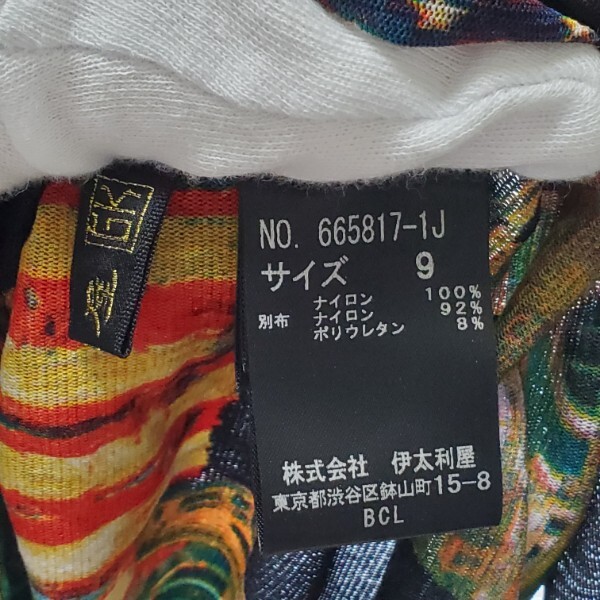 NO. 665817-1J
サイズ 9
ナイロン 100%
別布 ナイロン 92%
ポリウレタン 8%
株式会社 伊太利屋
東京都渋谷区鉢山町15-8
BCL
GK